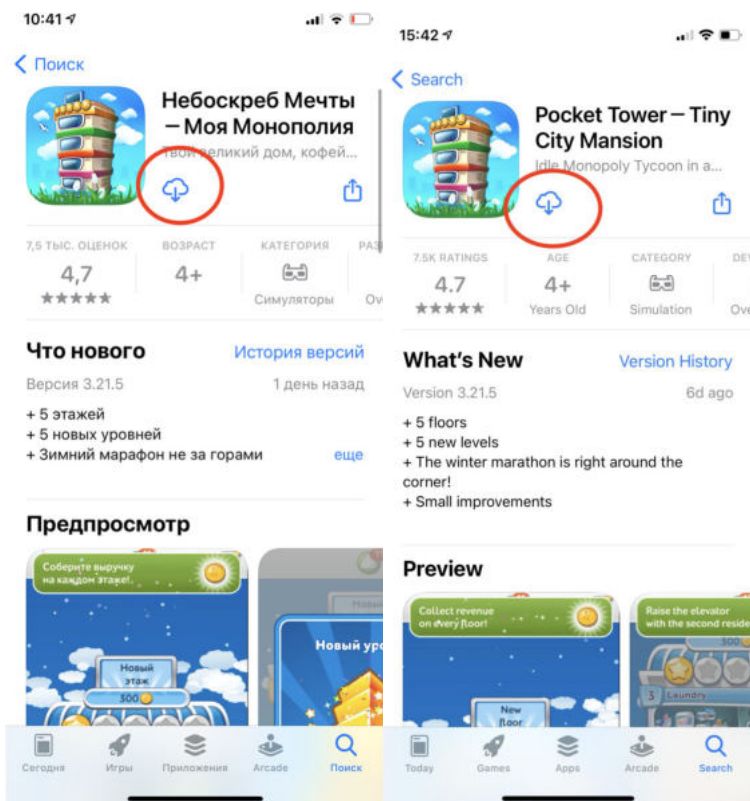 10:41
Поиск
Небоскреб Мечты
– Моя Монополия
Твой великий дом, кофей...
7,5 ТЫС. ОЦЕНОК
ВОЗРАСТ
КАТЕГОРИЯ
РАЗ
4,7
4+
Симуляторы
Ov
Что нового
История версий
Версия 3.21.5
1 день назад
+ 5 этажей
+ 5 новых уровней
+ Зимний марафон не за горами
еще
Предпросмотр
Соберите выручку
на каждом этаже!
Новый
этаж
300
Новый уро
Сегодня
Игры
Приложения
Arcade
Поиск
15:42
Search
Pocket Tower – Tiny
City Mansion
Idle Monopoly Tycoon in a...
7.5K RATINGS
AGE
CATEGORY
DE
4.7
4+
Years Old
Simulation
Ove
What's New
Version History
Version 3.21.5
6d ago
+ 5 floors
+ 5 new levels
+ The winter marathon is right around the
corner!
+ Small improvements
Preview
Collect revenue
on every floor!
New
floor
Raise the elevator
with the second reside
300
3 Laundry
Today
Games
Apps
Arcade
Search